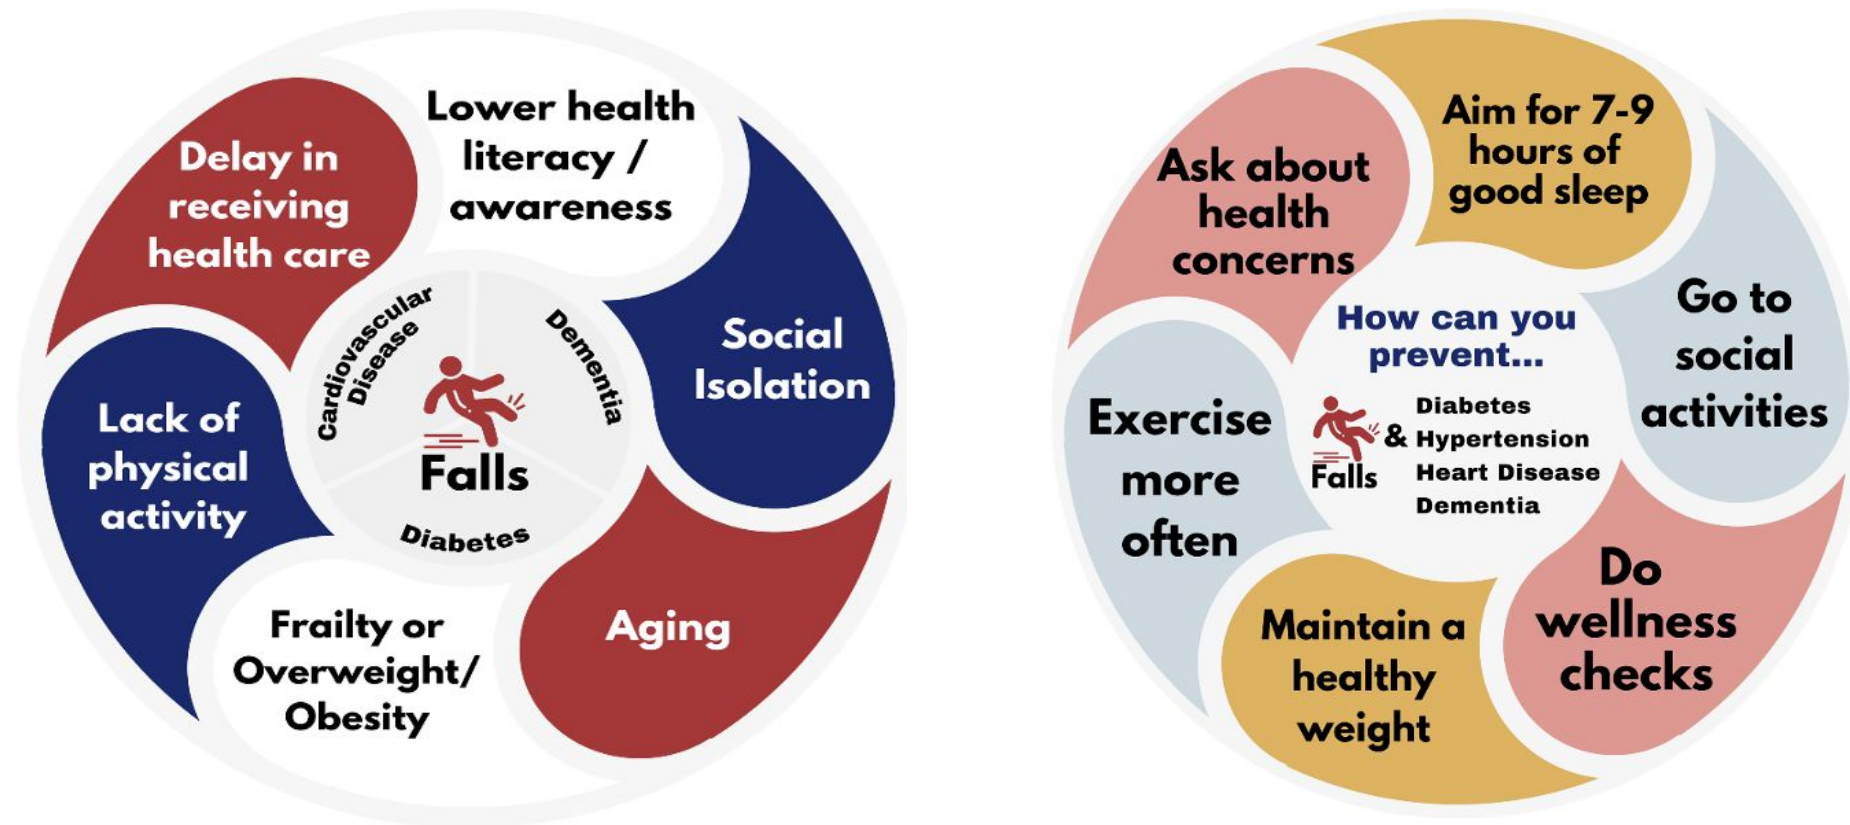 Lower health
literacy /
awareness
Delay in
receiving
health care
Social
Isolation
Lack of
physical
activity
Aging
Frailty or
Overweight/
Obesity
Cardiovascular
Disease
Dementia
Falls
Diabetes
Aim for 7-9
hours of
good sleep
Ask about
health
concerns
Go to
social
activities
Exercise
more
often
Do
wellness
checks
Maintain a
healthy
weight
How can you
prevent...
Falls
&
Diabetes
Hypertension
Heart Disease
Dementia